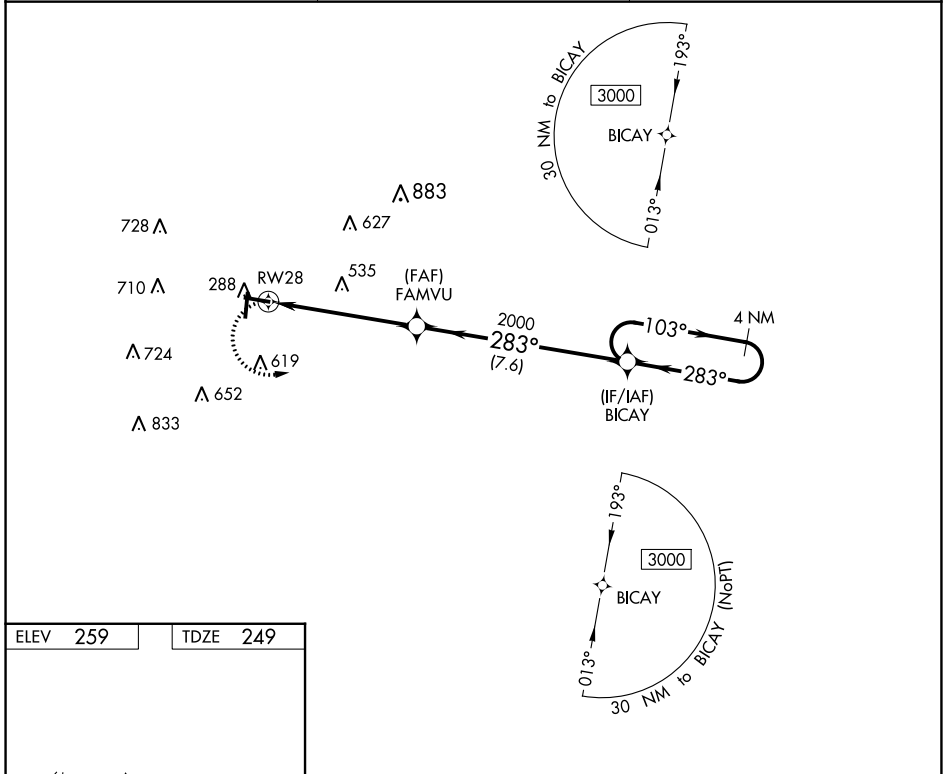 30 NM to BICAY
193°
3000
BICAY
013°
883
728
627
710
288
RW28
535
(FAF)
FAMVU
2000
283°
(7.6)
103°
4 NM
283°
724
619
(IF/IAF)
BICAY
652
833
193°
3000
BICAY
013°
30 NM to BICAY (NoPT)
ELEV 259
TDZE 249